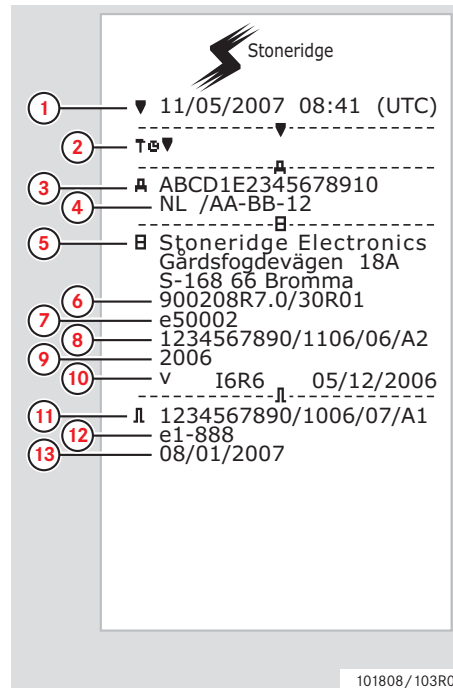 Stoneridge
1 ▼ 11/05/2007 08:41 (UTC)
2
3 ABCD1E2345678910
4 NL /AA-BB-12
5 Stoneridge Electronics
Gårdsfogdevägen 18A
S-168 66 Bromma
6 900208R7.0/30R01
7 e50002
8 1234567890/1106/06/A2
9 2006
10 v I6R6 05/12/2006
11 1234567890/1006/07/A1
12 e1-888
13 08/01/2007
101808/103R0